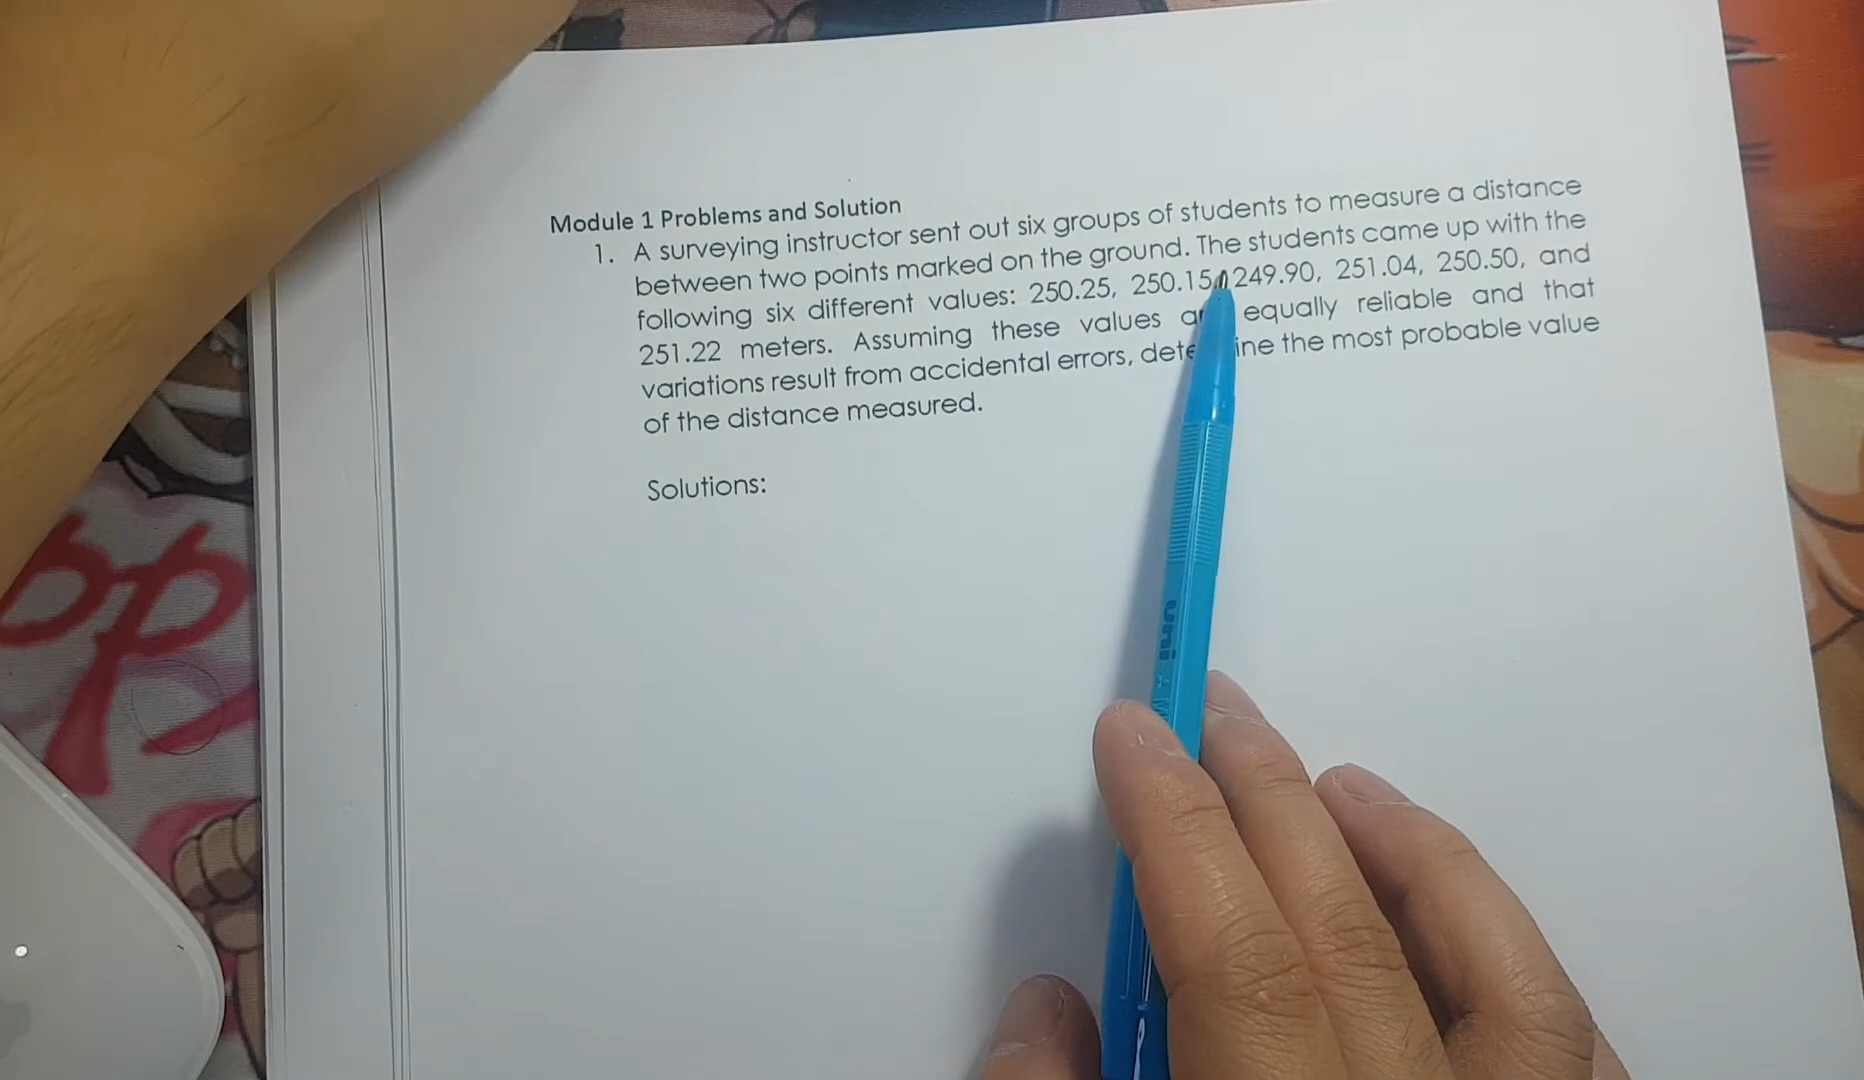 Module 1 Problems and Solution
1. A surveying instructor sent out six groups of students to measure a distance
between two points marked on the ground. The students came up with the
following six different values: 250.25, 250.15, 249.90, 251.04, 250.50, and
251.22 meters. Assuming these values equally reliable and that
variations result from accidental errors, the most probable value
of the distance measured.
Solutions:
uni
pp